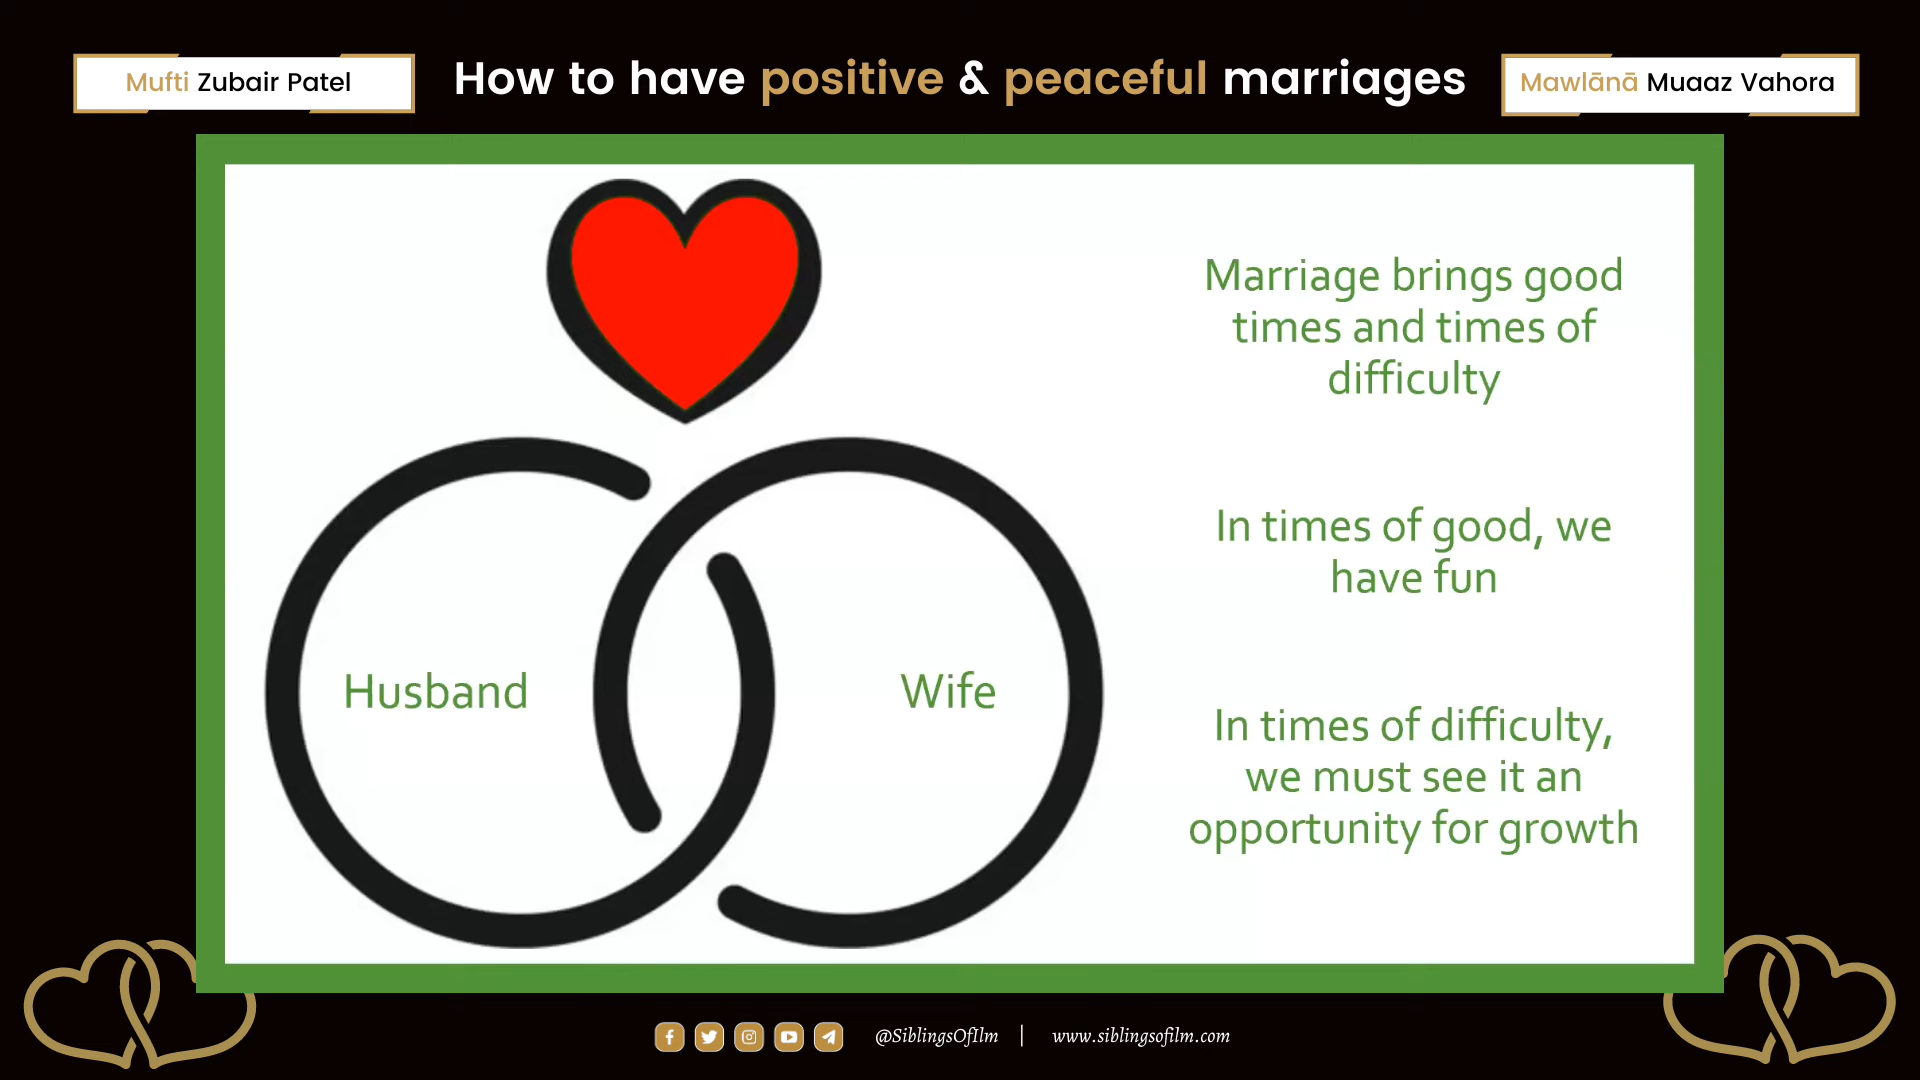 Mufti Zubair Patel
How to have positive & peaceful marriages
Mawlānā Muaaz Vahora
Marriage brings good
times and times of
difficulty
In times of good, we
have fun
In times of difficulty,
we must see it an
opportunity for growth
Husband
Wife
@SiblingsOfIlm | www.siblingsofilm.com